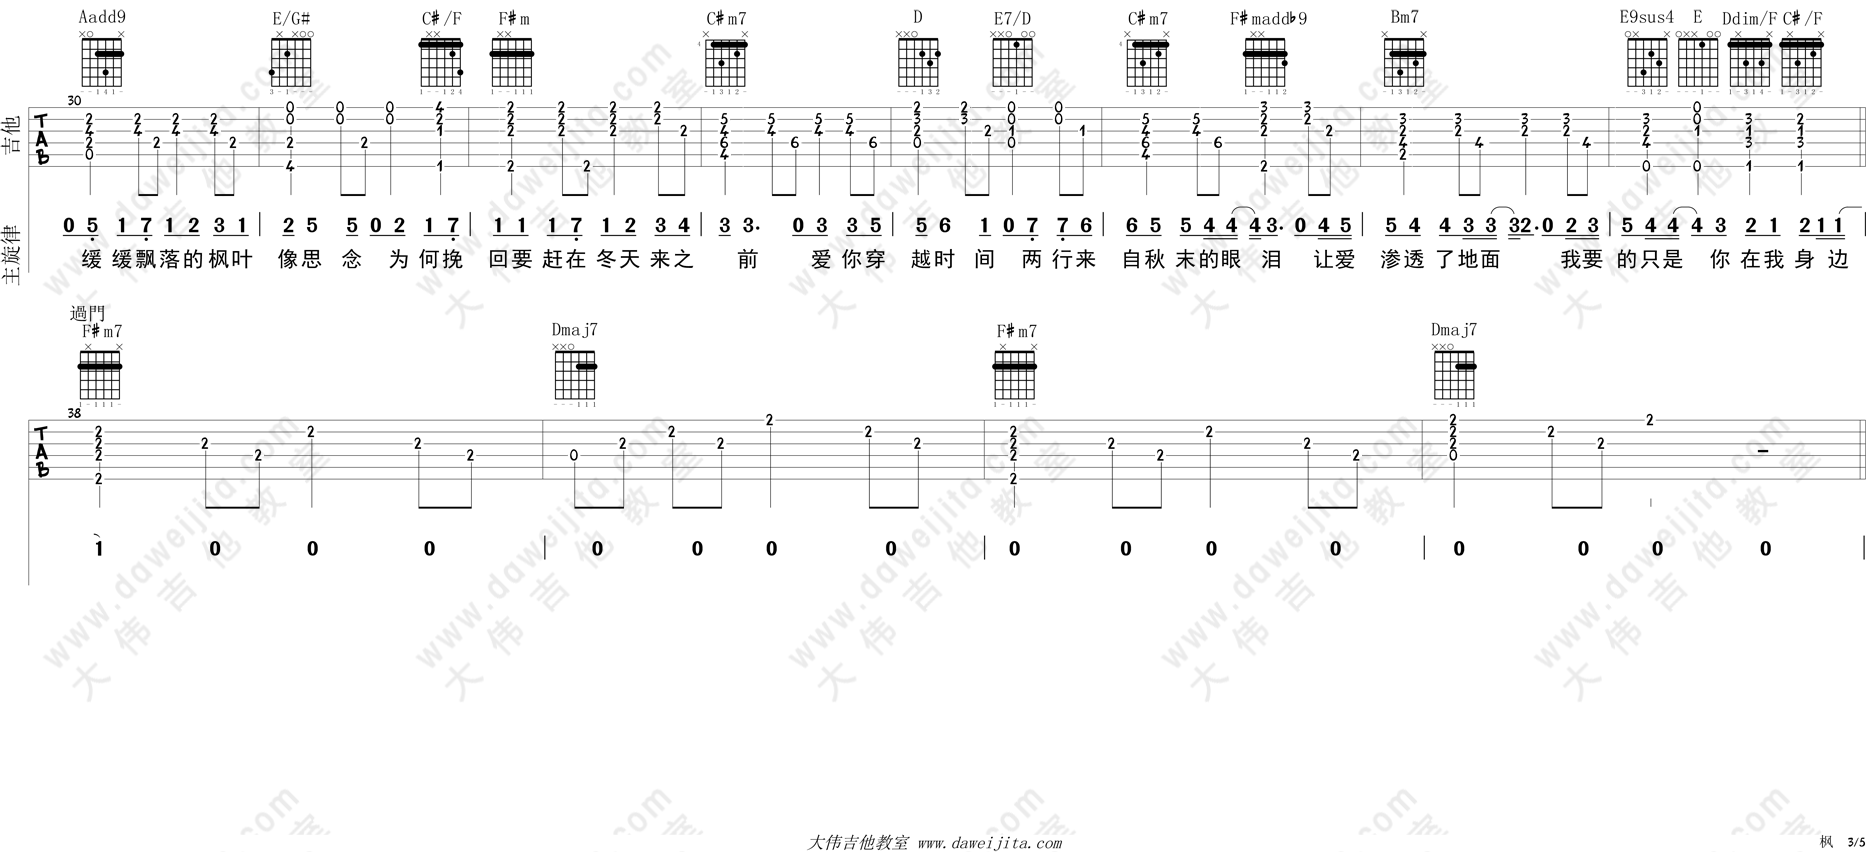 Aadd9 E/G# C#/F F#m C#m7 D E7/D C#m7 F#madd♭9 Bm7 E9sus4 E Ddim/F C#/F
30
吉他 TAB
主旋律
0 5 1 7 1 2 3 1 | 2 5 5 0 2 1 7 | 1 1 1 7 1 2 3 4 | 3 3. 0 3 3 5 | 5 6 1 0 7 7 6 | 6 5 5 4 4 4 3. 0 4 5 | 5 4 4 3 3 3 2. 0 2 3 | 5 4 4 4 3 2 1 2 1 1 |
缓 缓飘落的枫叶 像思 念 为何挽 回要赶在冬天来之 前 爱你穿 越时 间 两行来 自秋末的眼 泪 让爱 渗透了地面 我要 的只是 你在我身边
過門
F#m7 Dmaj7 F#m7 Dmaj7
38
TAB
1 0 0 0 | 0 0 0 0 | 0 0 0 0 | 0 0 0 0 |
www.daweijita.com
大伟吉他教室
大伟吉他教室 www.daweijita.com
枫 3/5